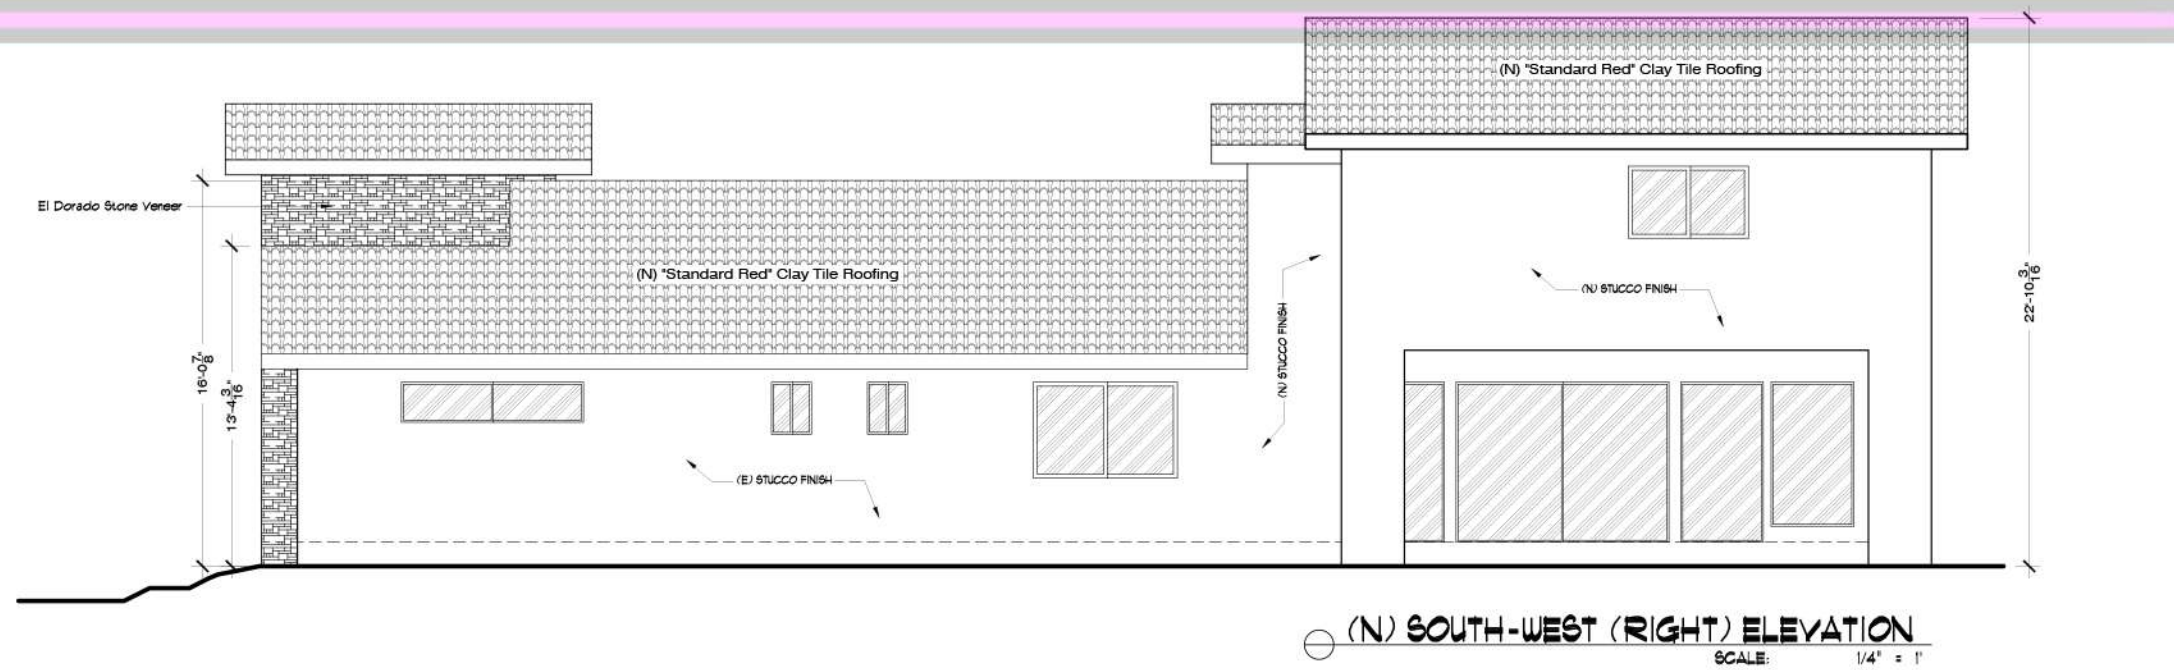 (N) "Standard Red" Clay Tile Roofing
El Dorado Stone Veneer
(N) "Standard Red" Clay Tile Roofing
(N) STUCCO FINISH
(N) STUCCO FINISH
22'-10 3/16"
16'-0 7/8"
13'-4 3/16"
(E) STUCCO FINISH
(N) SOUTH-WEST (RIGHT) ELEVATION
SCALE: 1/4" = 1'